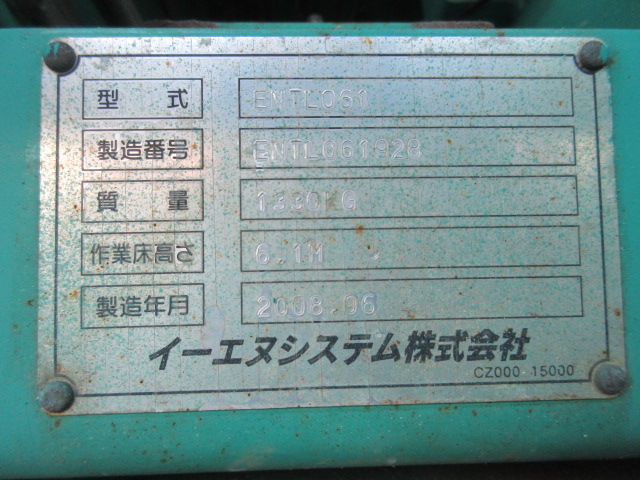 型式 ENTL061
製造番号 ENTL061928
質量 1330KG
作業床高さ 6.1M
製造年月 2008.06
イーエヌシステム株式会社
CZ000 15000